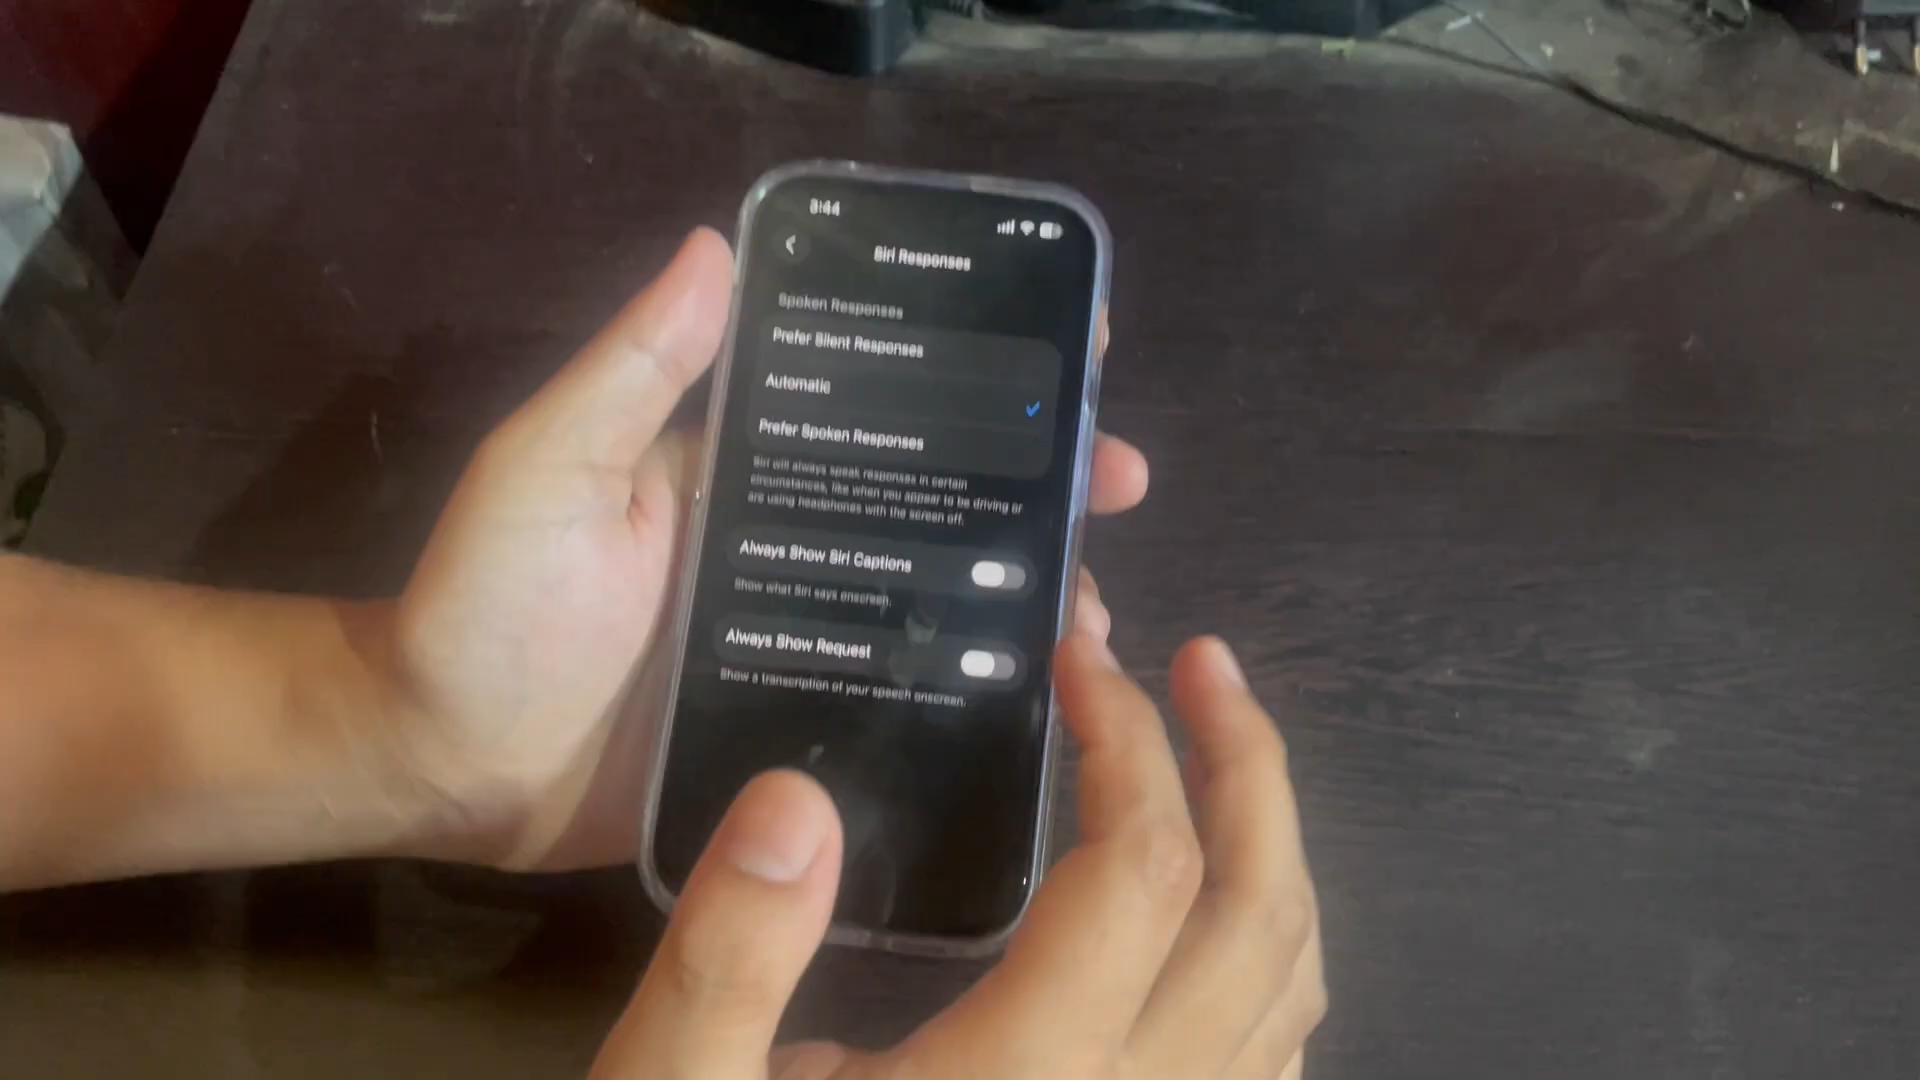 3:44
Siri Responses
Spoken Responses
Prefer Silent Responses
Automatic
Prefer Spoken Responses
Siri will always speak responses in certain
circumstances, like when you appear to be driving or
are using headphones with the screen off.
Always Show Siri Captions
Show what Siri says onscreen.
Always Show Request
Show a transcription of your speech onscreen.